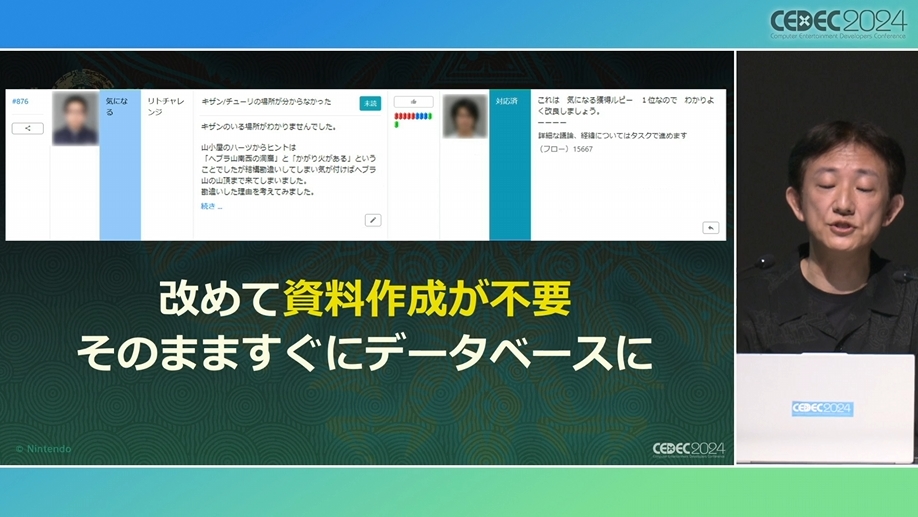 CEDEC2024
Computer Entertainment Developers Conference
#876
気になる
リトチャレンジ
キザン/チューリの場所が分からなかった
未読
キザンのいる場所がわかりませんでした。
山小屋のハーツからヒントは
「ヘブラ山南西の洞窟」と「かがり火がある」という
ことでしたが結構勘違いしてしまい気が付けばヘブラ
山の山頂まで来てしまいました。
勘違いした理由を考えてみました。
続き...
対応済
これは 気になる獲得ルピー 1位なので わかりよ
く改良しましょう。
ーーーー
詳細な議論、経緯についてはタスクで進めます
(フロー) 15667
改めて資料作成が不要
そのまますぐにデータベースに
© Nintendo
CEDEC2024
CEDEC2024